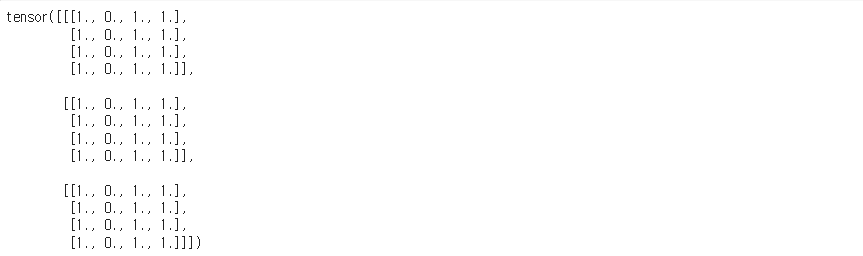 tensor([[[1., 0., 1., 1.],
         [1., 0., 1., 1.],
         [1., 0., 1., 1.],
         [1., 0., 1., 1.]],

        [[1., 0., 1., 1.],
         [1., 0., 1., 1.],
         [1., 0., 1., 1.],
         [1., 0., 1., 1.]],

        [[1., 0., 1., 1.],
         [1., 0., 1., 1.],
         [1., 0., 1., 1.],
         [1., 0., 1., 1.]]])